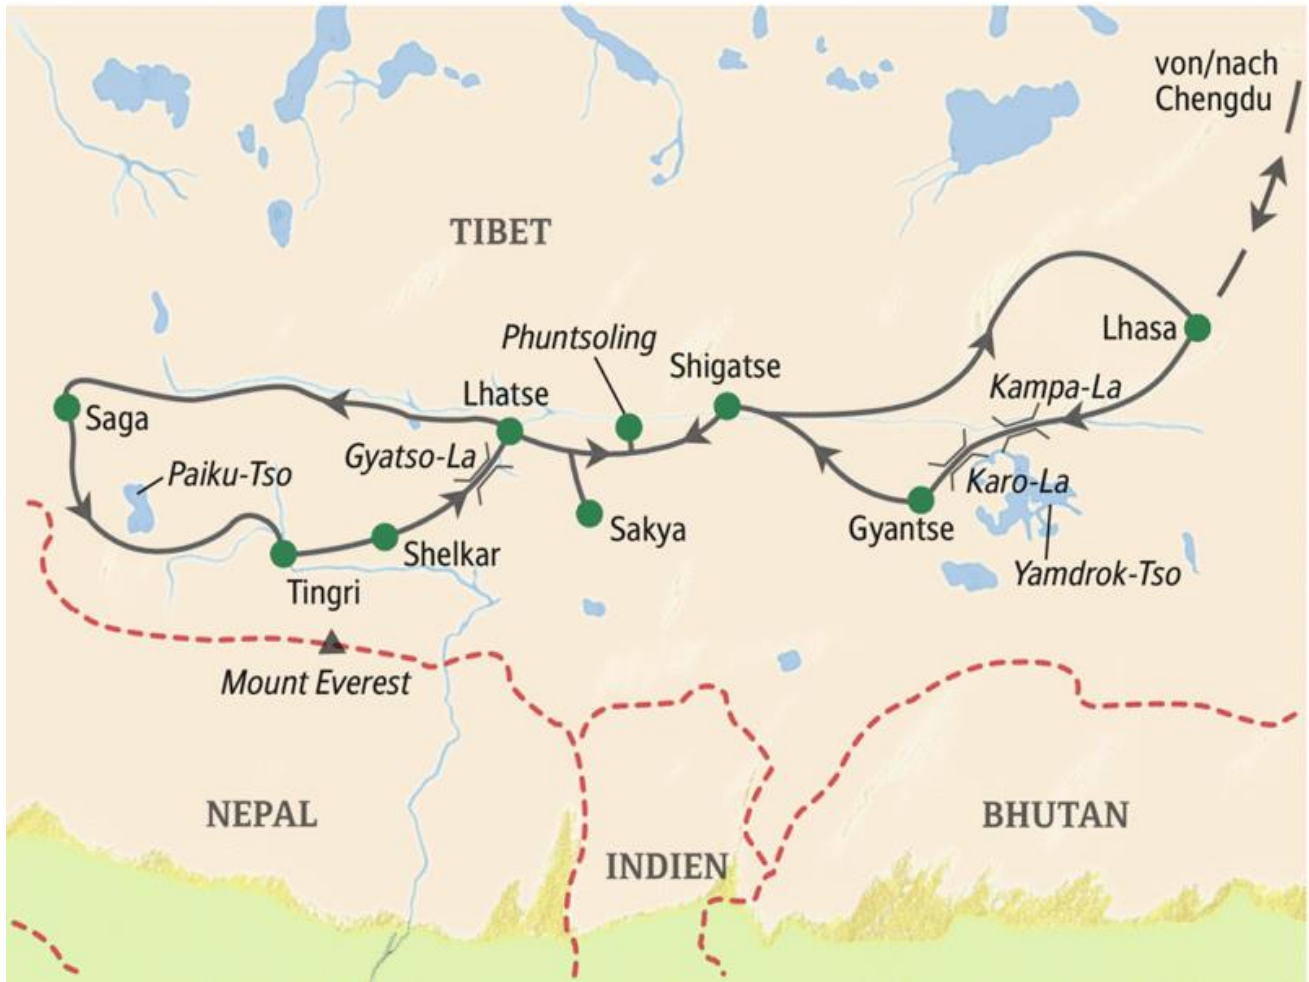 von/nach
Chengdu
TIBET
Lhasa
Phuntsoling
Shigatse
Kampa-La
Lhatse
Saga
Gyatso-La
Paiku-Tso
Karo-La
Sakya
Gyantse
Shelkar
Yamdrok-Tso
Tingri
Mount Everest
NEPAL
BHUTAN
INDIEN